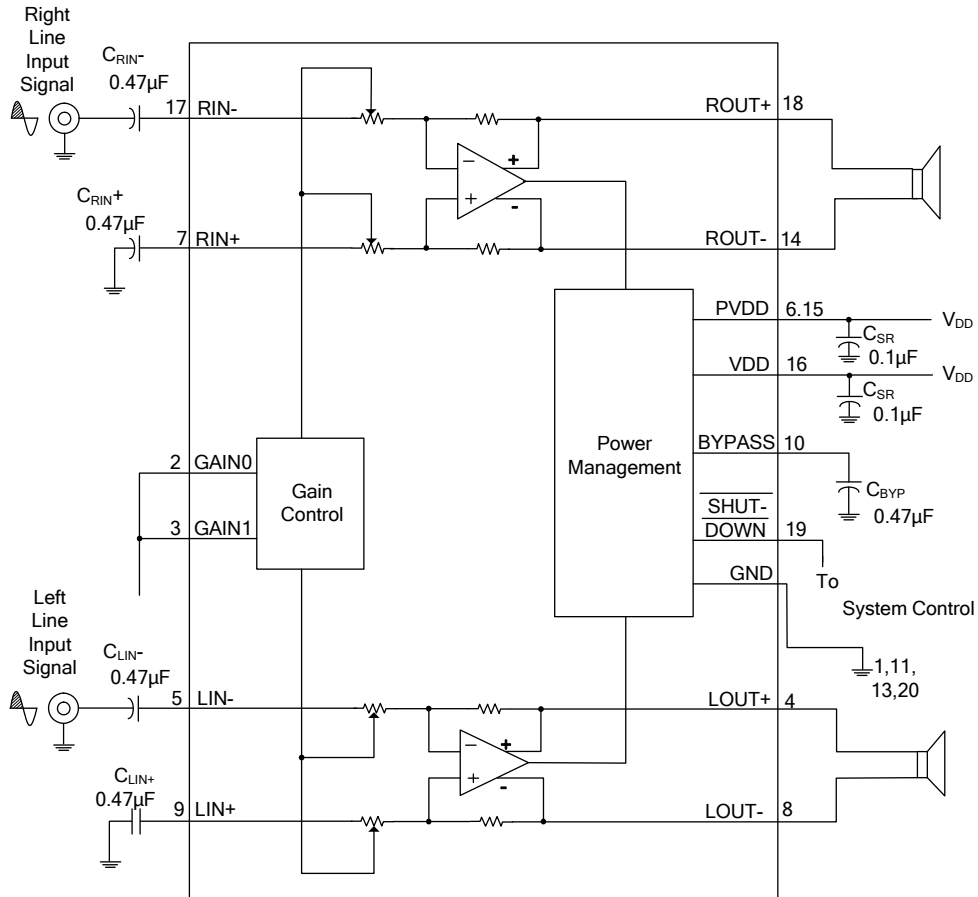 Right
Line
Input
Signal
CRIN-
0.47µF
17 RIN-
ROUT+ 18
CRIN+
0.47µF
7 RIN+
ROUT- 14
PVDD 6.15
VDD
CSR
0.1µF
VDD 16
VDD
CSR
0.1µF
Power
Management
BYPASS 10
CBYP
0.47µF
SHUT-
DOWN 19
To
System Control
GND
1,11,
13,20
2 GAIN0
3 GAIN1
Gain
Control
Left
Line
Input
Signal
CLIN-
0.47µF
5 LIN-
LOUT+ 4
CLIN+
0.47µF
9 LIN+
LOUT- 8
− + + -
− + + -